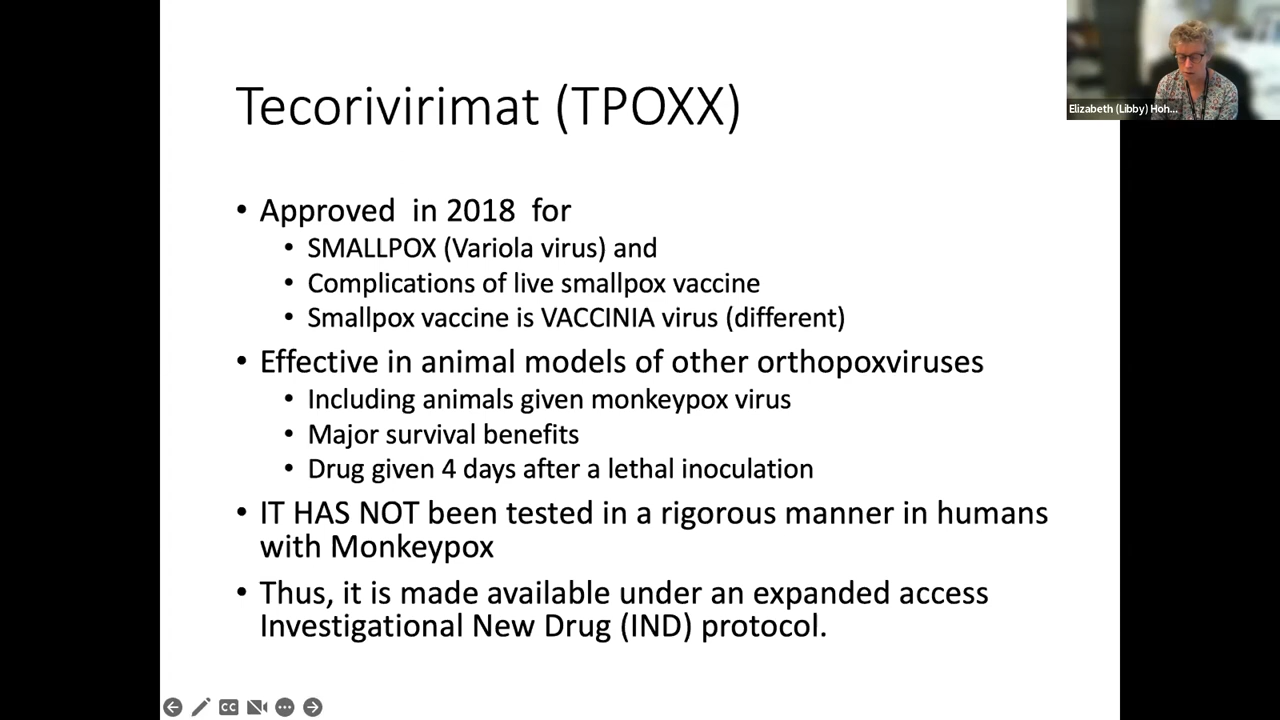 Tecorivirimat (TPOXX)
• Approved in 2018 for
• SMALLPOX (Variola virus) and
• Complications of live smallpox vaccine
• Smallpox vaccine is VACCINIA virus (different)
• Effective in animal models of other orthopoxviruses
• Including animals given monkeypox virus
• Major survival benefits
• Drug given 4 days after a lethal inoculation
• IT HAS NOT been tested in a rigorous manner in humans
with Monkeypox
• Thus, it is made available under an expanded access
Investigational New Drug (IND) protocol.
Elizabeth (Libby) Hoh...
CC